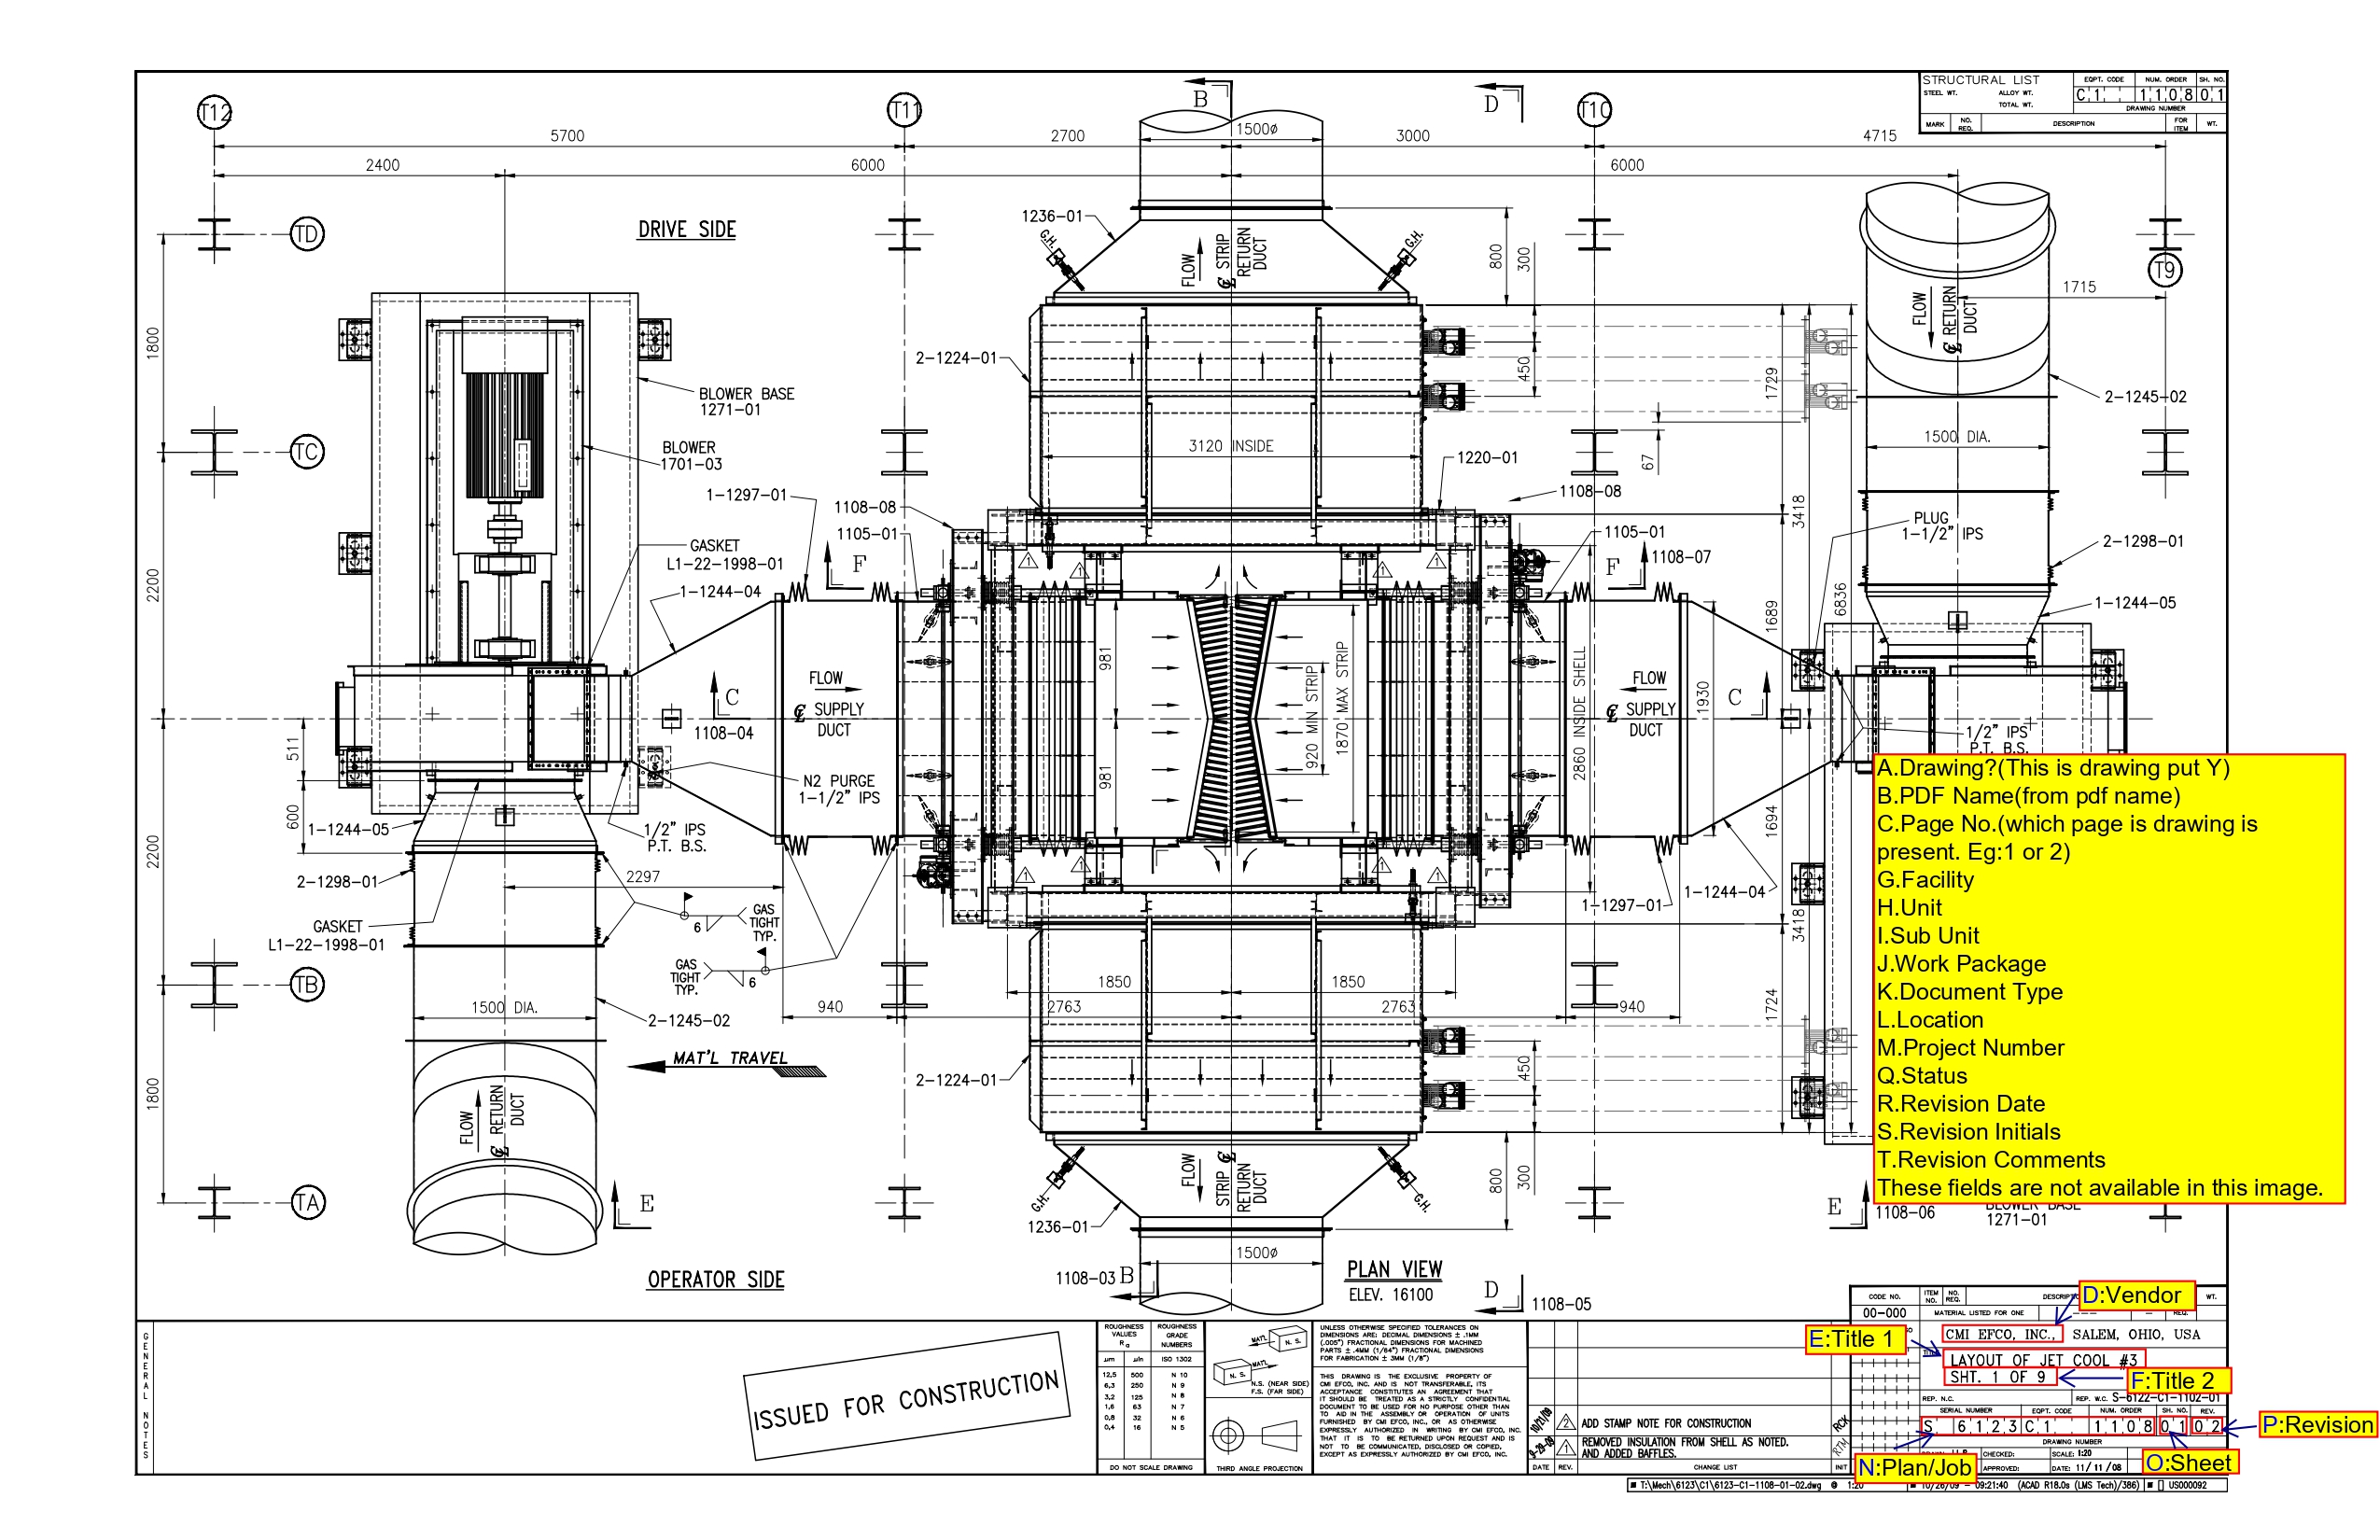 STRUCTURAL LIST
STEEL WT. ALLOY WT.
TOTAL WT.
EQPT. CODE NUM. ORDER SH. NO.
C 1 1 1 0 8 0 1
DRAWING NUMBER
MARK NO. REQ. DESCRIPTION FOR ITEM WT.
T12
T11
B
D
T10
5700
2700
1500ø
3000
4715
2400
6000
6000
TD
DRIVE SIDE
1236-01
G.H.
FLOW
℄ STRIP
RETURN
DUCT
G.H.
800
300
FLOW
℄ RETURN
DUCT
T9
1715
1800
2-1224-01
450
1729
BLOWER BASE
1271-01
2-1245-02
TC
BLOWER
1701-03
3120 INSIDE
1220-01
67
1500 DIA.
1-1297-01
1108-08
1108-08
3418
1105-01
1105-01
PLUG
1-1/2" IPS
GASKET
L1-22-1998-01
F
F
1108-07
2-1298-01
2200
1-1244-04
1
1
1
1
1689
6836
1-1244-05
FLOW
981
920 MIN STRIP
1870 MAX STRIP
2860 INSIDE SHELL
FLOW
1930
C
C
℄ SUPPLY
DUCT
℄ SUPPLY
DUCT
1108-04
511
1/2" IPS
P.T. B.S.
N2 PURGE
1-1/2" IPS
981
600
1-1244-05
1/2" IPS
P.T. B.S.
1694
2200
2-1298-01
2297
1
1
1
1
1-1244-04
1-1297-01
GASKET
L1-22-1998-01
6
GAS
TIGHT
TYP.
3418
GAS
TIGHT
TYP.
6
TB
1850
1850
1500 DIA.
2-1245-02
940
2763
2763
940
1724
MAT'L TRAVEL
2-1224-01
450
1800
FLOW
℄ RETURN
DUCT
FLOW
STRIP ℄
RETURN
DUCT
G.H.
G.H.
800
300
TA
E
1236-01
E
1108-06
BLOWER BASE
1271-01
1500ø
OPERATOR SIDE
1108-03
B
PLAN VIEW
ELEV. 16100
D
1108-05
A.Drawing?(This is drawing put Y)
B.PDF Name(from pdf name)
C.Page No.(which page is drawing is
present. Eg:1 or 2)
G.Facility
H.Unit
I.Sub Unit
J.Work Package
K.Document Type
L.Location
M.Project Number
Q.Status
R.Revision Date
S.Revision Initials
T.Revision Comments
These fields are not available in this image.
GENERAL NOTES
ISSUED FOR CONSTRUCTION
ROUGHNESS VALUES Ra ROUGHNESS GRADE NUMBERS
µm µin ISO 1302
12,5 500 N 10
6,3 250 N 9
3,2 125 N 8
1,6 63 N 7
0,8 32 N 6
0,4 16 N 5
DO NOT SCALE DRAWING
MAT'L
N. S.
MAT'L
N. S.
N.S. (NEAR SIDE)
F.S. (FAR SIDE)
THIRD ANGLE PROJECTION
UNLESS OTHERWISE SPECIFIED TOLERANCES ON
DIMENSIONS ARE: DECIMAL DIMENSIONS ± .1MM
(.005") FRACTIONAL DIMENSIONS FOR MACHINED
PARTS ± .4MM (1/64") FRACTIONAL DIMENSIONS
FOR FABRICATION ± 3MM (1/8")
THIS DRAWING IS THE EXCLUSIVE PROPERTY OF
CMI EFCO, INC. AND IS NOT TRANSFERABLE, ITS
ACCEPTANCE CONSTITUTES AN AGREEMENT THAT
IT SHOULD BE TREATED AS A STRICTLY CONFIDENTIAL
DOCUMENT TO BE USED FOR NO PURPOSE OTHER THAN
TO AID IN THE ASSEMBLY OR OPERATION OF UNITS
FURNISHED BY CMI EFCO, INC., OR AS OTHERWISE
EXPRESSLY AUTHORIZED IN WRITING BY CMI EFCO, INC.
THAT IT IS TO BE RETURNED UPON REQUEST AND IS
NOT TO BE COMMUNICATED, DISCLOSED OR COPIED,
EXCEPT AS EXPRESSLY AUTHORIZED BY CMI EFCO, INC.
10/21/09 2 ADD STAMP NOTE FOR CONSTRUCTION RCK
9-29-09 1 REMOVED INSULATION FROM SHELL AS NOTED.
AND ADDED BAFFLES. RTM
DATE REV. CHANGE LIST INIT
CODE NO. ITEM NO. NO. REQ. WT.
D:Vendor
00-000 MATERIAL LISTED FOR ONE REQ.
E:Title 1
CMI EFCO, INC., SALEM, OHIO, USA
LAYOUT OF JET COOL #3
SHT. 1 OF 9
F:Title 2
REP. N.C. REP. W.C. S-6122-C1-1102-01
SERIAL NUMBER EQPT. CODE NUM. ORDER SH. NO. REV.
S 6 1 2 3 C 1 1 1 0 8 0 1 0 2
P:Revision
DRAWING NUMBER
CHECKED: SCALE: 1:20
N:Plan/Job
APPROVED: DATE: 11/11/08
O:Sheet
T:\Mech\6123\C1\6123-C1-1108-01-02.dwg @ 1:20 10/26/09 - 09:21:40 (ACAD R18.0s (LMS Tech)/386) US000092